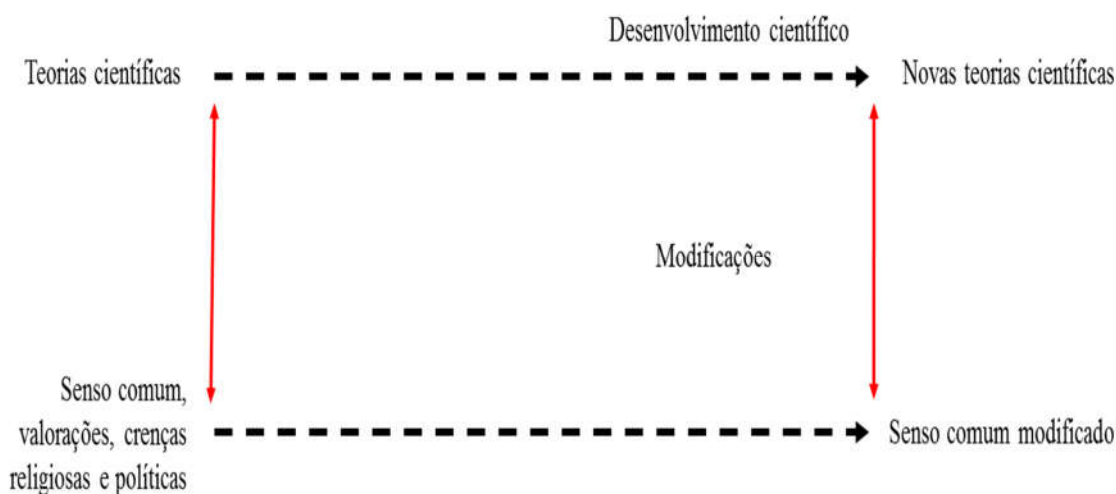 Desenvolvimento científico
Teorias científicas
Novas teorias científicas
Modificações
Senso comum,
valorações, crenças
religiosas e políticas
Senso comum modificado